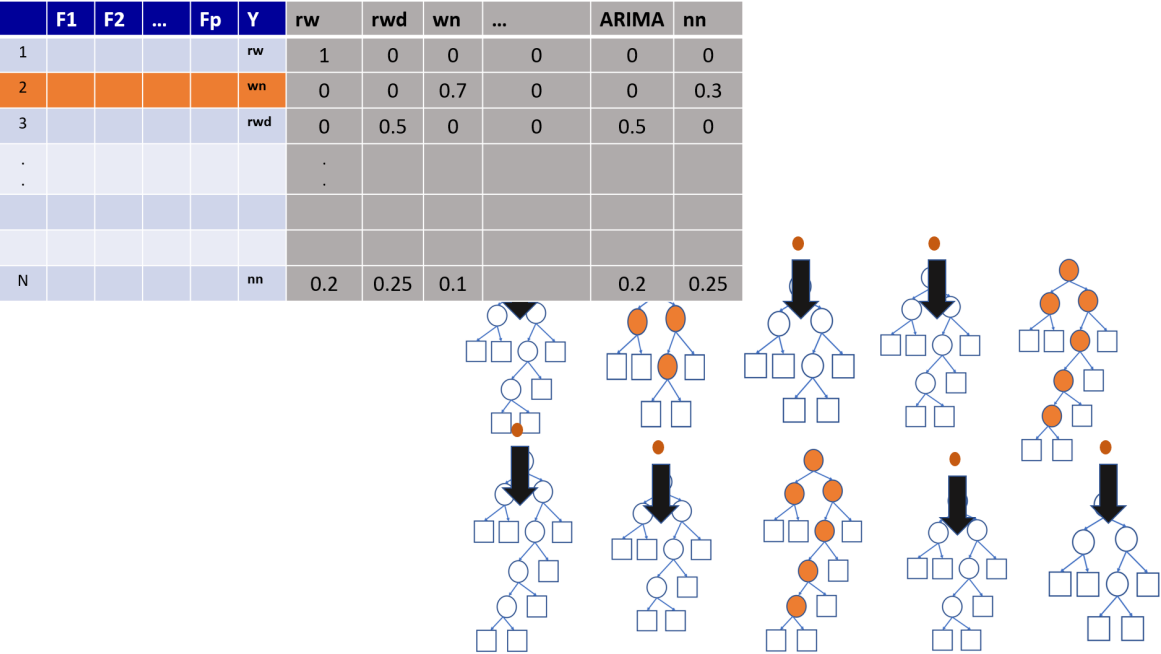 F1 F2 ... Fp Y rw rwd wn ... ARIMA nn
1 rw 1 0 0 0 0 0
2 wn 0 0 0.7 0 0 0.3
3 rwd 0 0.5 0 0 0.5 0
. .
. .
N nn 0.2 0.25 0.1 0.2 0.25